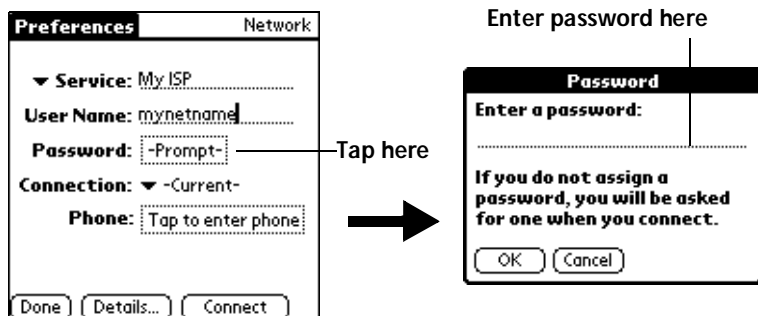 Preferences
Network
Service: My ISP
User Name: mynetname
Password: -Prompt-
Connection: -Current-
Phone: Tap to enter phone
Done
Details...
Connect
Tap here
Enter password here
Password
Enter a password:
If you do not assign a
password, you will be asked
for one when you connect.
OK
Cancel